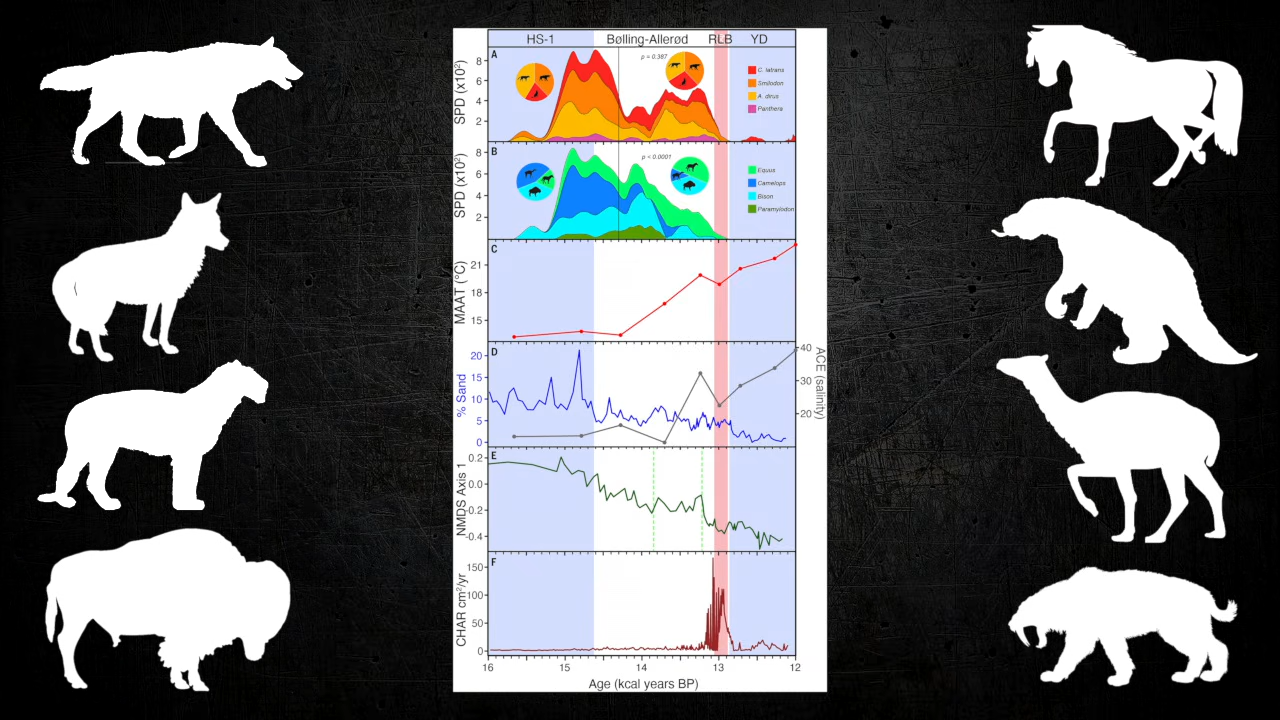 HS-1 Bølling-Allerød RLB YD
A
SPD (x10²)
8
6
4
2
p = 0.387
C. latrans
Smilodon
A. dirus
Panthera
B
SPD (x10²)
8
6
4
2
p < 0.0001
Equus
Camelops
Bison
Paramylodon
C
MAAT (°C)
21
18
15
D
% Sand
20
15
10
5
0
40
30
20
ACE (salinity)
E
NMDS Axis 1
0.2
0.0
-0.2
-0.4
F
CHAR cm²/yr
150
100
50
0
16 15 14 13 12
Age (kcal years BP)